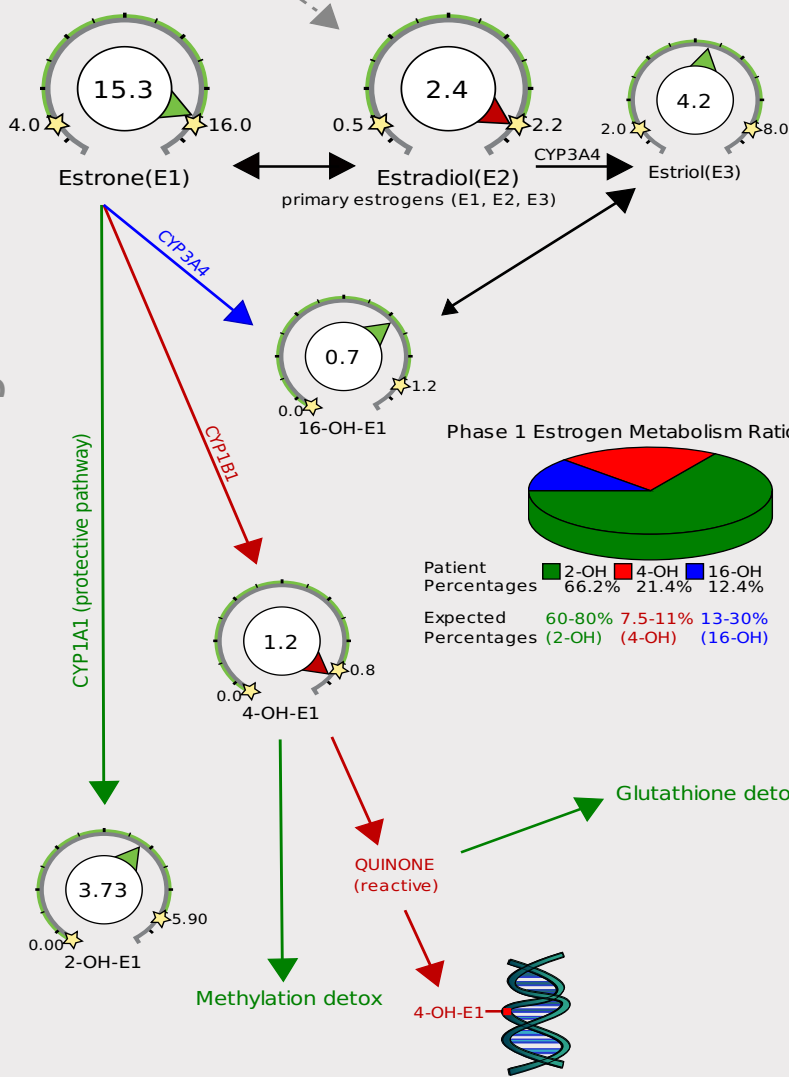 15.3
4.0
16.0
Estrone(E1)
2.4
0.5
2.2
Estradiol(E2)
CYP3A4
4.2
2.0
8.0
Estriol(E3)
primary estrogens (E1, E2, E3)
CYP3A4
0.7
0.0
1.2
16-OH-E1
CYP1B1
CYP1A1 (protective pathway)
Phase 1 Estrogen Metabolism Ratio
Patient
Percentages
2-OH 4-OH 16-OH
66.2% 21.4% 12.4%
Expected
Percentages
60-80% 7.5-11% 13-30%
(2-OH) (4-OH) (16-OH)
1.2
0.0
0.8
4-OH-E1
Glutathione deto
QUINONE
(reactive)
3.73
0.00
5.90
2-OH-E1
Methylation detox
4-OH-E1